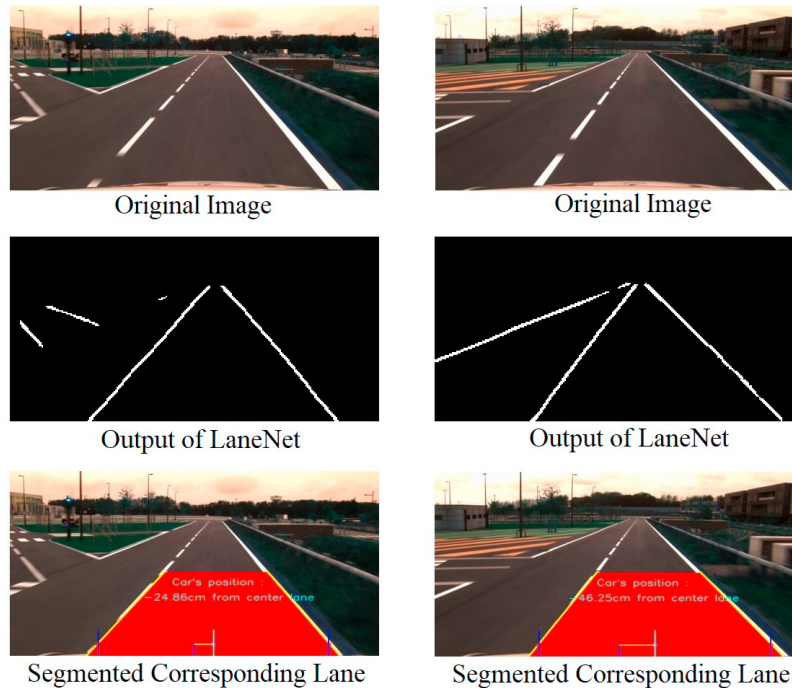 Original Image
Original Image
Output of LaneNet
Output of LaneNet
Car's position :
-24.86cm from center lane
Car's position :
-46.25cm from center lane
Segmented Corresponding Lane
Segmented Corresponding Lane